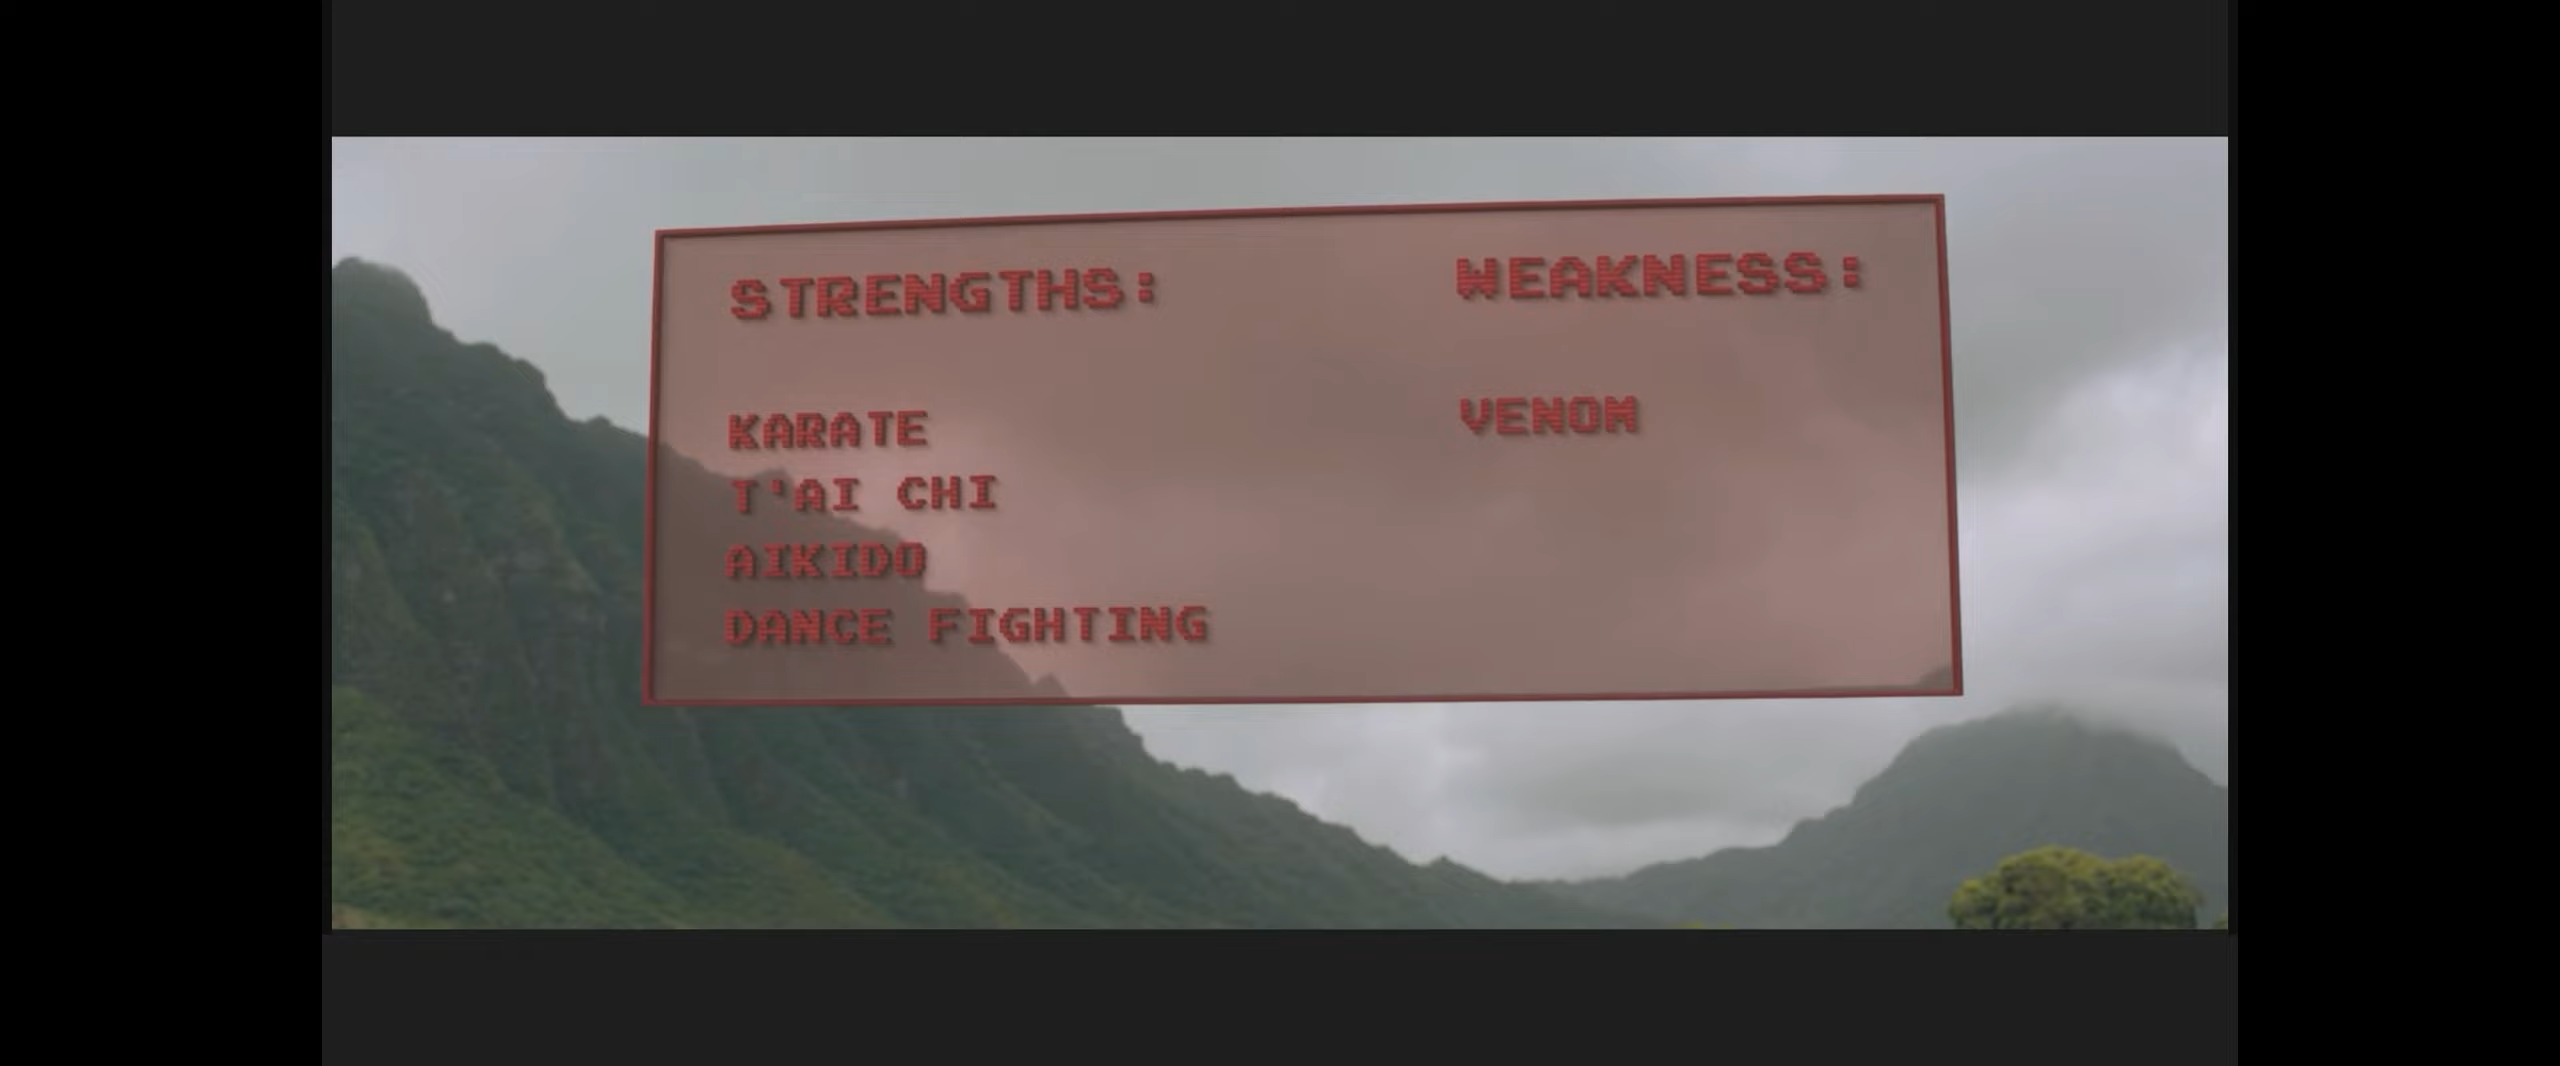 STRENGTHS:
KARATE
T'AI CHI
AIKIDO
DANCE FIGHTING
WEAKNESS:
VENOM